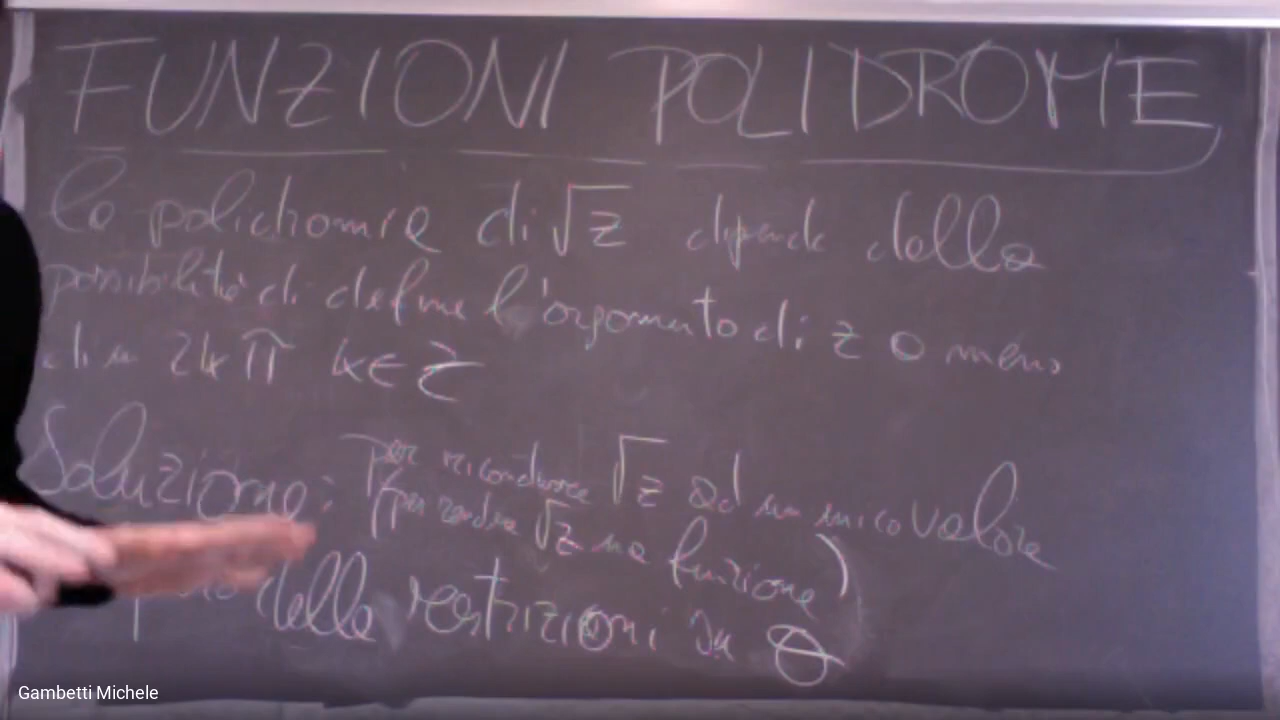 FUNZIONI POLIDROME
la polidromia di √z dipende dalla
possibilità di definire l'argomento di z a meno
di un 2kπ k∈Z
Soluzione: Per ricondurre √z ad un unico valore
(per rendere √z una funzione)
delle restrizioni su θ
Gambetti Michele